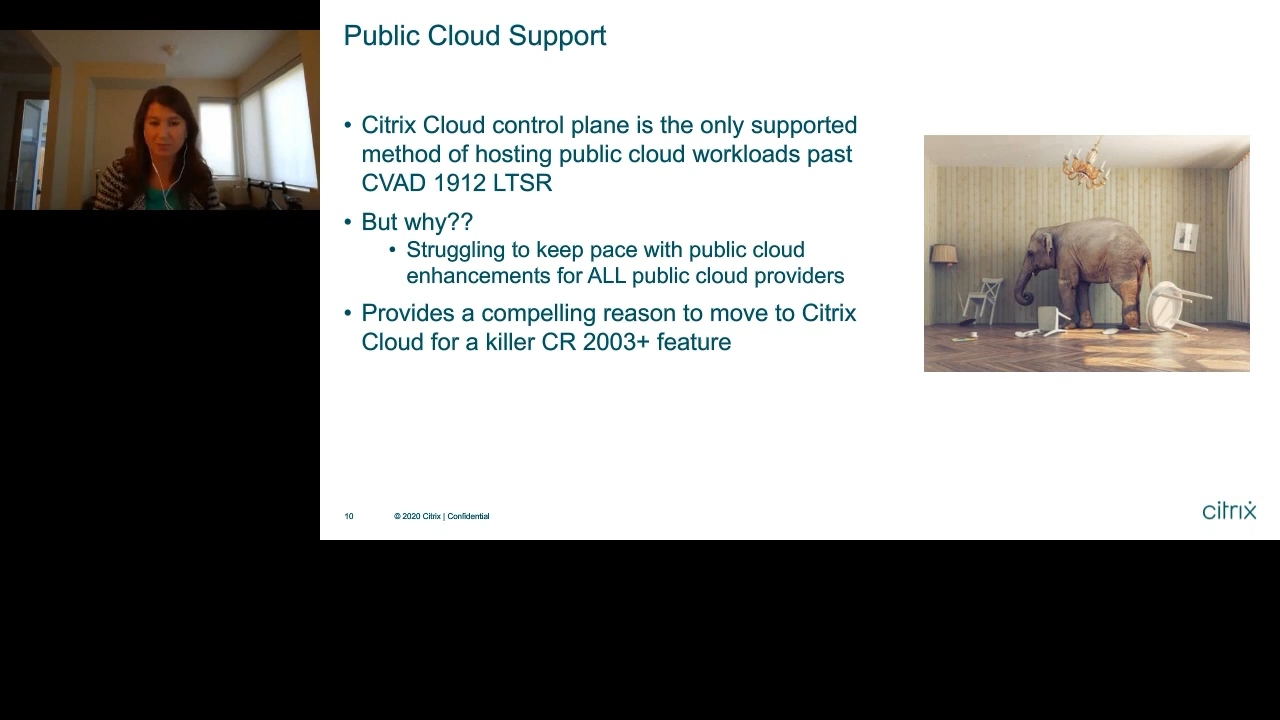 Public Cloud Support
• Citrix Cloud control plane is the only supported
method of hosting public cloud workloads past
CVAD 1912 LTSR
• But why??
• Struggling to keep pace with public cloud
enhancements for ALL public cloud providers
• Provides a compelling reason to move to Citrix
Cloud for a killer CR 2003+ feature
10 © 2020 Citrix | Confidential
citrix